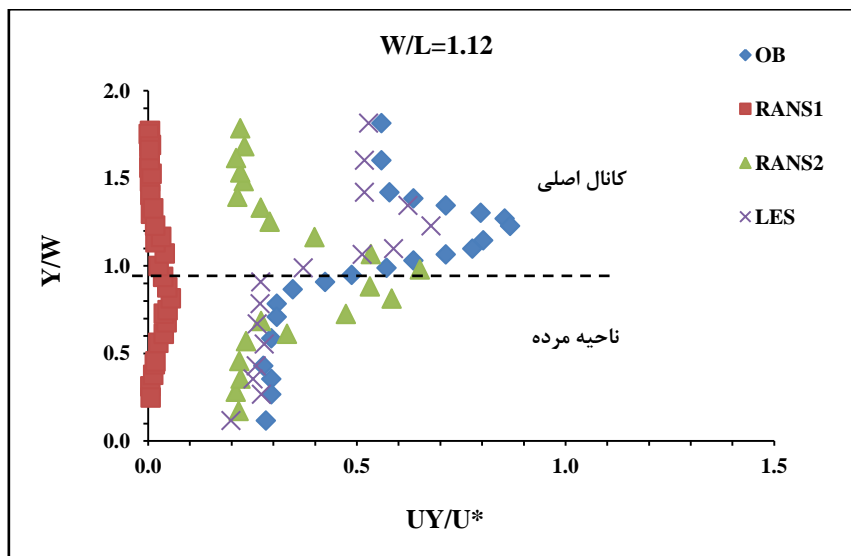 W/L=1.12
OB
RANS1
RANS2
LES
2.0
1.5
1.0
0.5
0.0
Y/W
کانال اصلی
ناحیه مرده
0.0 0.5 1.0 1.5
UY/U*